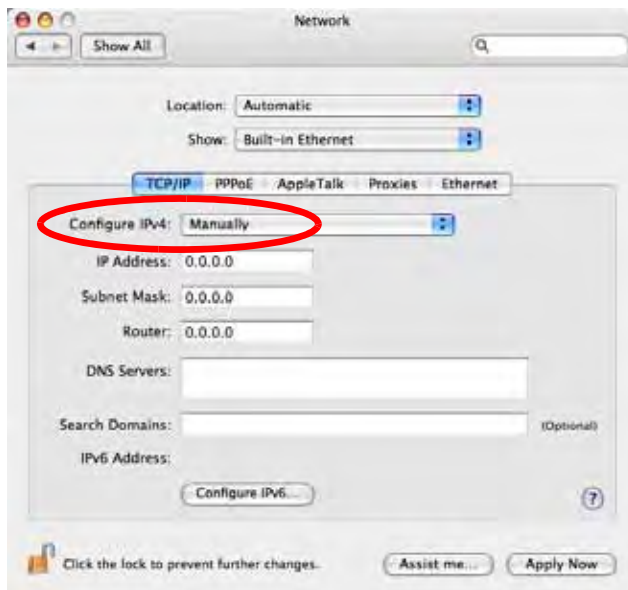 Network
Show All
Location: Automatic
Show: Built-in Ethernet
TCP/IP PPPoE AppleTalk Proxies Ethernet
Configure IPv4: Manually
IP Address: 0.0.0.0
Subnet Mask: 0.0.0.0
Router: 0.0.0.0
DNS Servers:
Search Domains: (Optional)
IPv6 Address:
Configure IPv6...
?
Click the lock to prevent further changes. Assist me... Apply Now